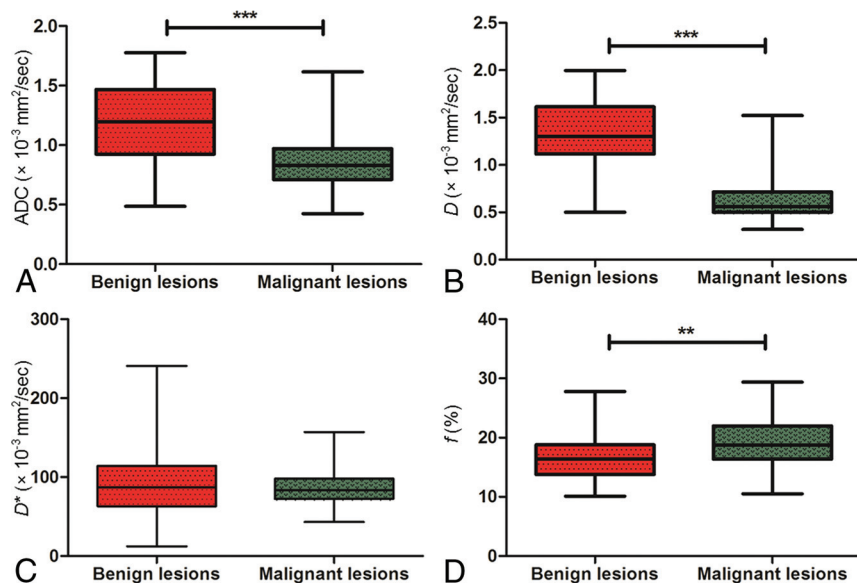 ***
2.0
1.5
1.0
0.5
0.0
ADC (× 10⁻³ mm²/sec)
Benign lesions Malignant lesions
A
***
2.5
2.0
1.5
1.0
0.5
0.0
D (× 10⁻³ mm²/sec)
Benign lesions Malignant lesions
B
300
200
100
0
D* (× 10⁻³ mm²/sec)
Benign lesions Malignant lesions
C
**
40
30
20
10
0
f (%)
Benign lesions Malignant lesions
D